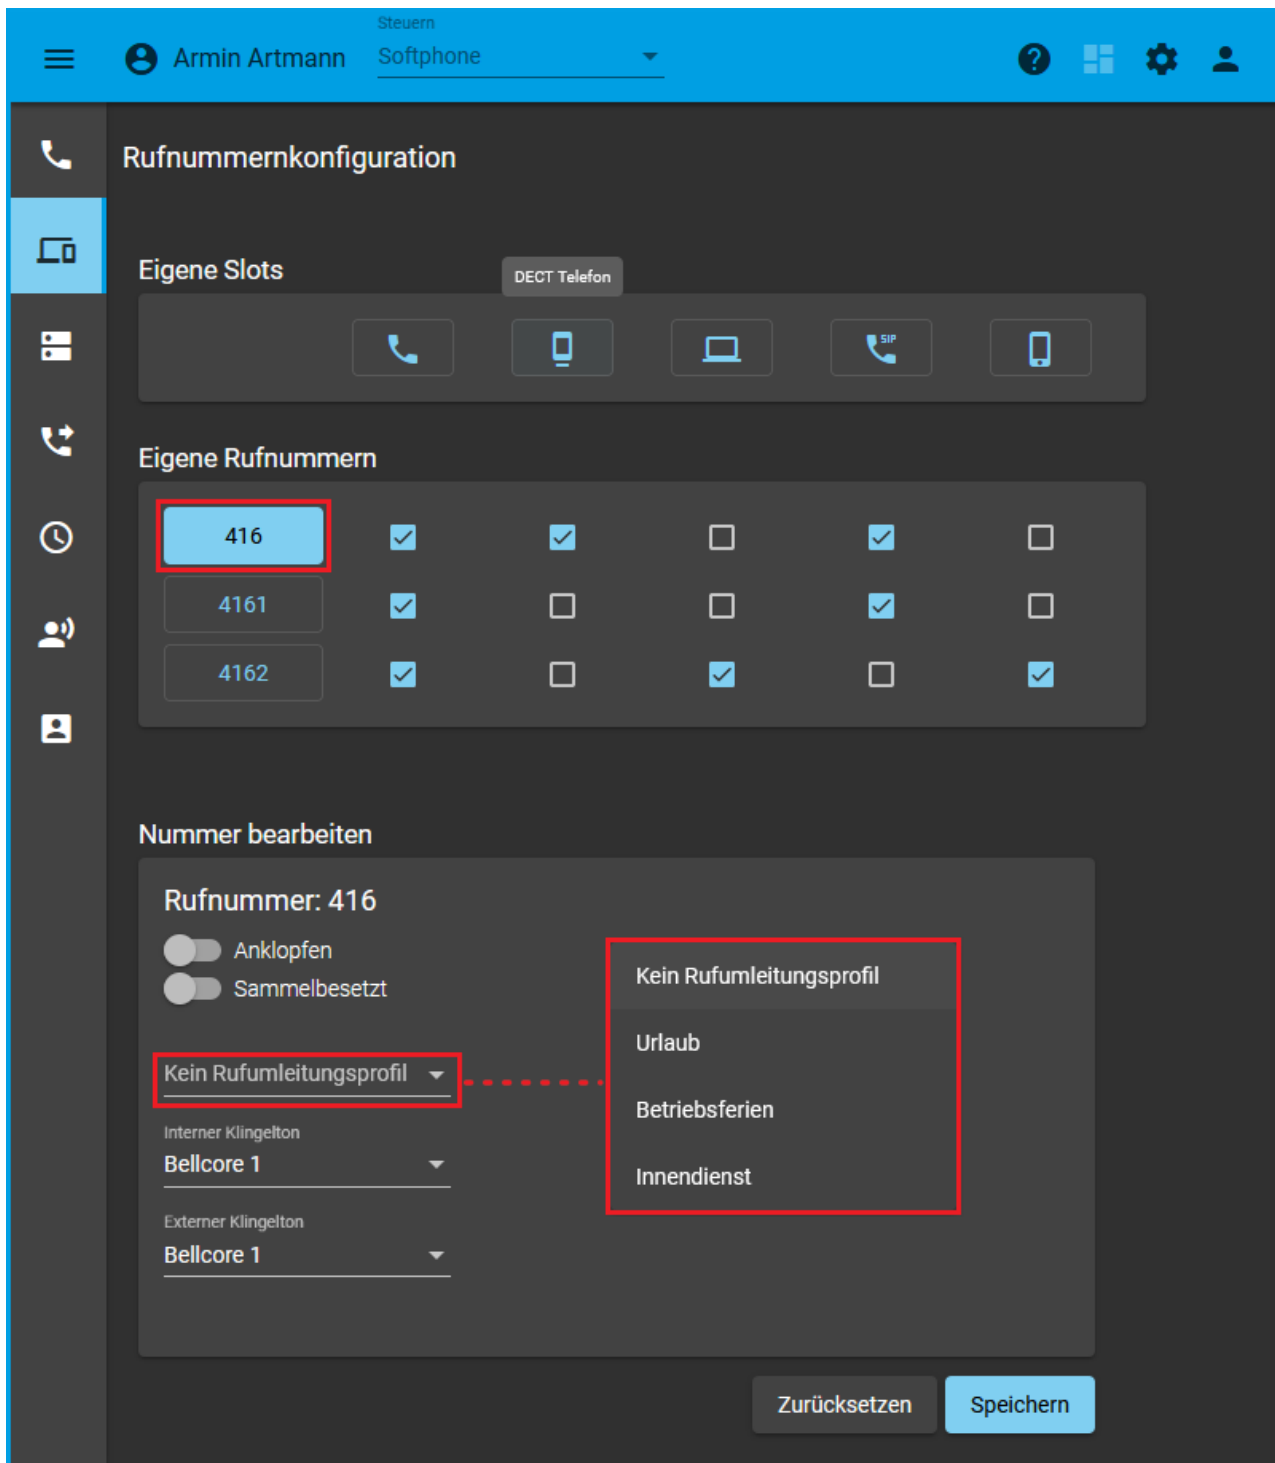 Steuern
Armin Artmann
Softphone
Rufnummernkonfiguration
Eigene Slots
DECT Telefon
SIP
Eigene Rufnummern
416
4161
4162
Nummer bearbeiten
Rufnummer: 416
Anklopfen
Sammelbesetzt
Kein Rufumleitungsprofil
Interner Klingelton
Bellcore 1
Externer Klingelton
Bellcore 1
Kein Rufumleitungsprofil
Urlaub
Betriebsferien
Innendienst
Zurücksetzen
Speichern